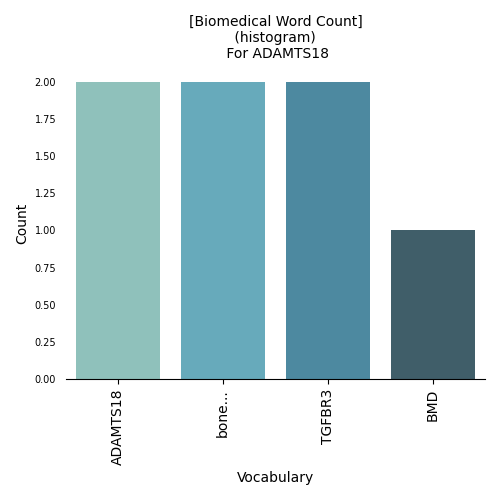 [Biomedical Word Count]
(histogram)
For ADAMTS18
2.00
1.75
1.50
1.25
1.00
0.75
0.50
0.25
0.00
Count
ADAMTS18
bone...
TGFBR3
BMD
Vocabulary